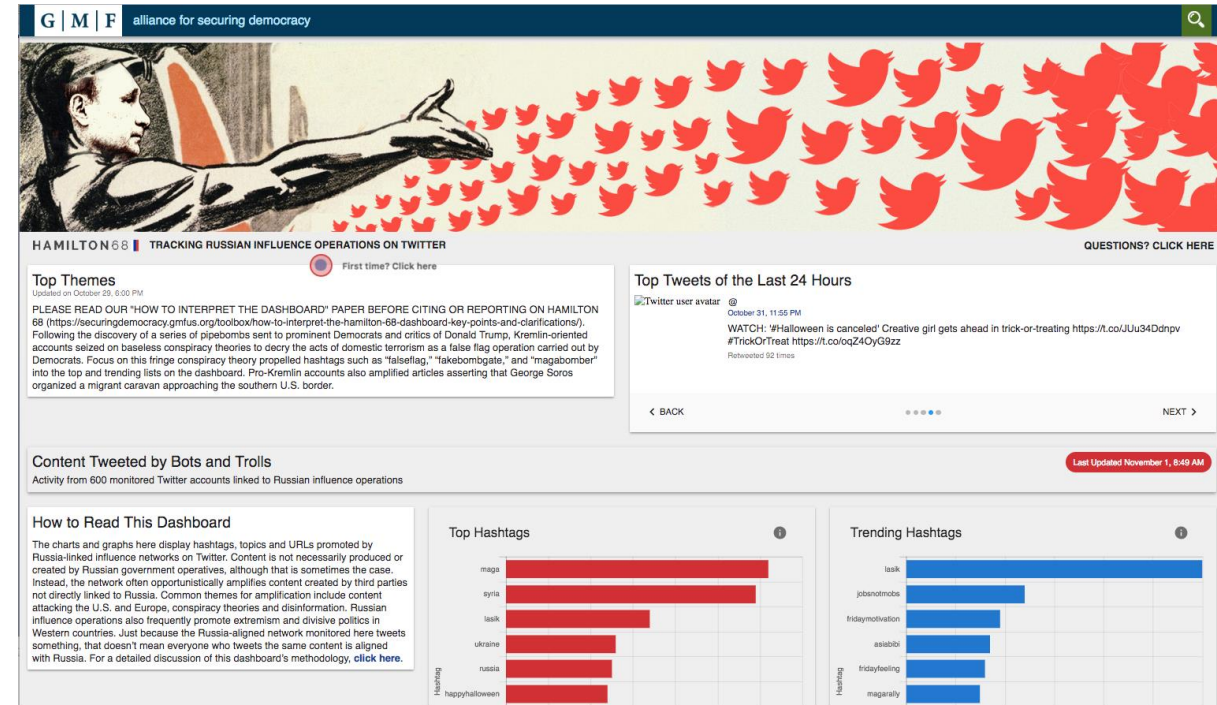 G M F alliance for securing democracy
HAMILTON68 TRACKING RUSSIAN INFLUENCE OPERATIONS ON TWITTER
QUESTIONS? CLICK HERE
First time? Click here
Top Themes
Updated on October 29, 6:00 PM
PLEASE READ OUR "HOW TO INTERPRET THE DASHBOARD" PAPER BEFORE CITING OR REPORTING ON HAMILTON
68 (https://securingdemocracy.gmfus.org/toolbox/how-to-interpret-the-hamilton-68-dashboard-key-points-and-clarifications/).
Following the discovery of a series of pipebombs sent to prominent Democrats and critics of Donald Trump, Kremlin-oriented
accounts seized on baseless conspiracy theories to decry the acts of domestic terrorism as a false flag operation carried out by
Democrats. Focus on this fringe conspiracy theory propelled hashtags such as "falseflag," "fakebombgate," and "magabomber"
into the top and trending lists on the dashboard. Pro-Kremlin accounts also amplified articles asserting that George Soros
organized a migrant caravan approaching the southern U.S. border.
Top Tweets of the Last 24 Hours
Twitter user avatar @
October 31, 11:55 PM
WATCH: '#Halloween is canceled' Creative girl gets ahead in trick-or-treating https://t.co/JUu34Ddnpv
#TrickOrTreat https://t.co/oqZ4OyG9zz
Retweeted 92 times
BACK
NEXT
Content Tweeted by Bots and Trolls
Activity from 600 monitored Twitter accounts linked to Russian influence operations
Last Updated November 1, 8:49 AM
How to Read This Dashboard
The charts and graphs here display hashtags, topics and URLs promoted by
Russia-linked influence networks on Twitter. Content is not necessarily produced or
created by Russian government operatives, although that is sometimes the case.
Instead, the network often opportunistically amplifies content created by third parties
not directly linked to Russia. Common themes for amplification include content
attacking the U.S. and Europe, conspiracy theories and disinformation. Russian
influence operations also frequently promote extremism and divisive politics in
Western countries. Just because the Russia-aligned network monitored here tweets
something, that doesn't mean everyone who tweets the same content is aligned
with Russia. For a detailed discussion of this dashboard's methodology, click here.
Top Hashtags
maga
syria
lasik
ukraine
russia
happyhalloween
Hashtag
Trending Hashtags
lasik
jobsnotmobs
fridaymotivation
asiabibi
fridayfeeling
magarally
Hashtag